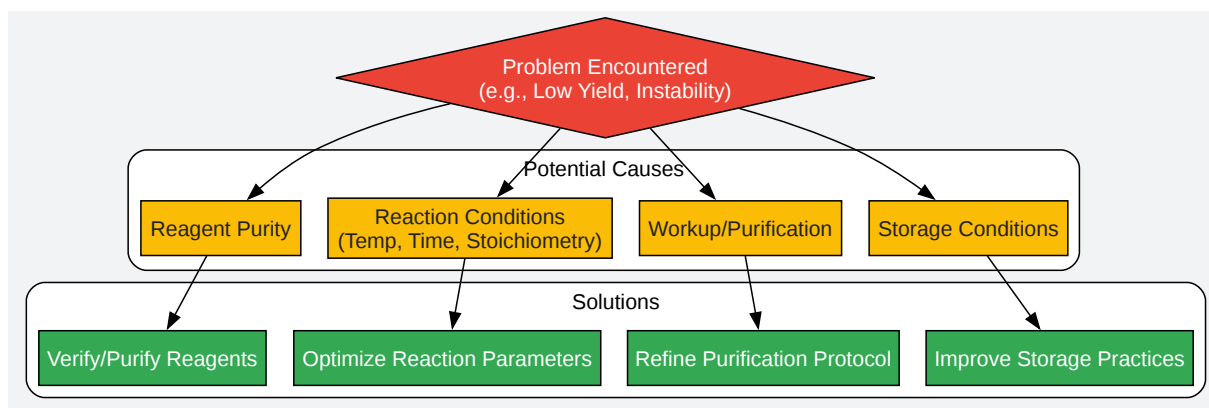 Problem Encountered
(e.g., Low Yield, Instability)
Potential Causes
Reagent Purity
Reaction Conditions
(Temp, Time, Stoichiometry)
Workup/Purification
Storage Conditions
Solutions
Verify/Purify Reagents
Optimize Reaction Parameters
Refine Purification Protocol
Improve Storage Practices